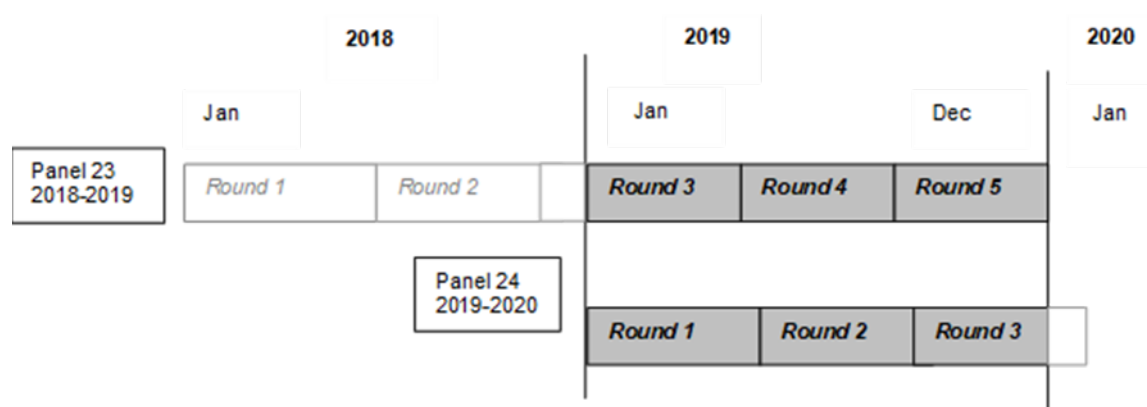 2018
2019
2020
Jan
Jan
Dec
Jan
Panel 23
2018-2019
Round 1
Round 2
Round 3
Round 4
Round 5
Panel 24
2019-2020
Round 1
Round 2
Round 3